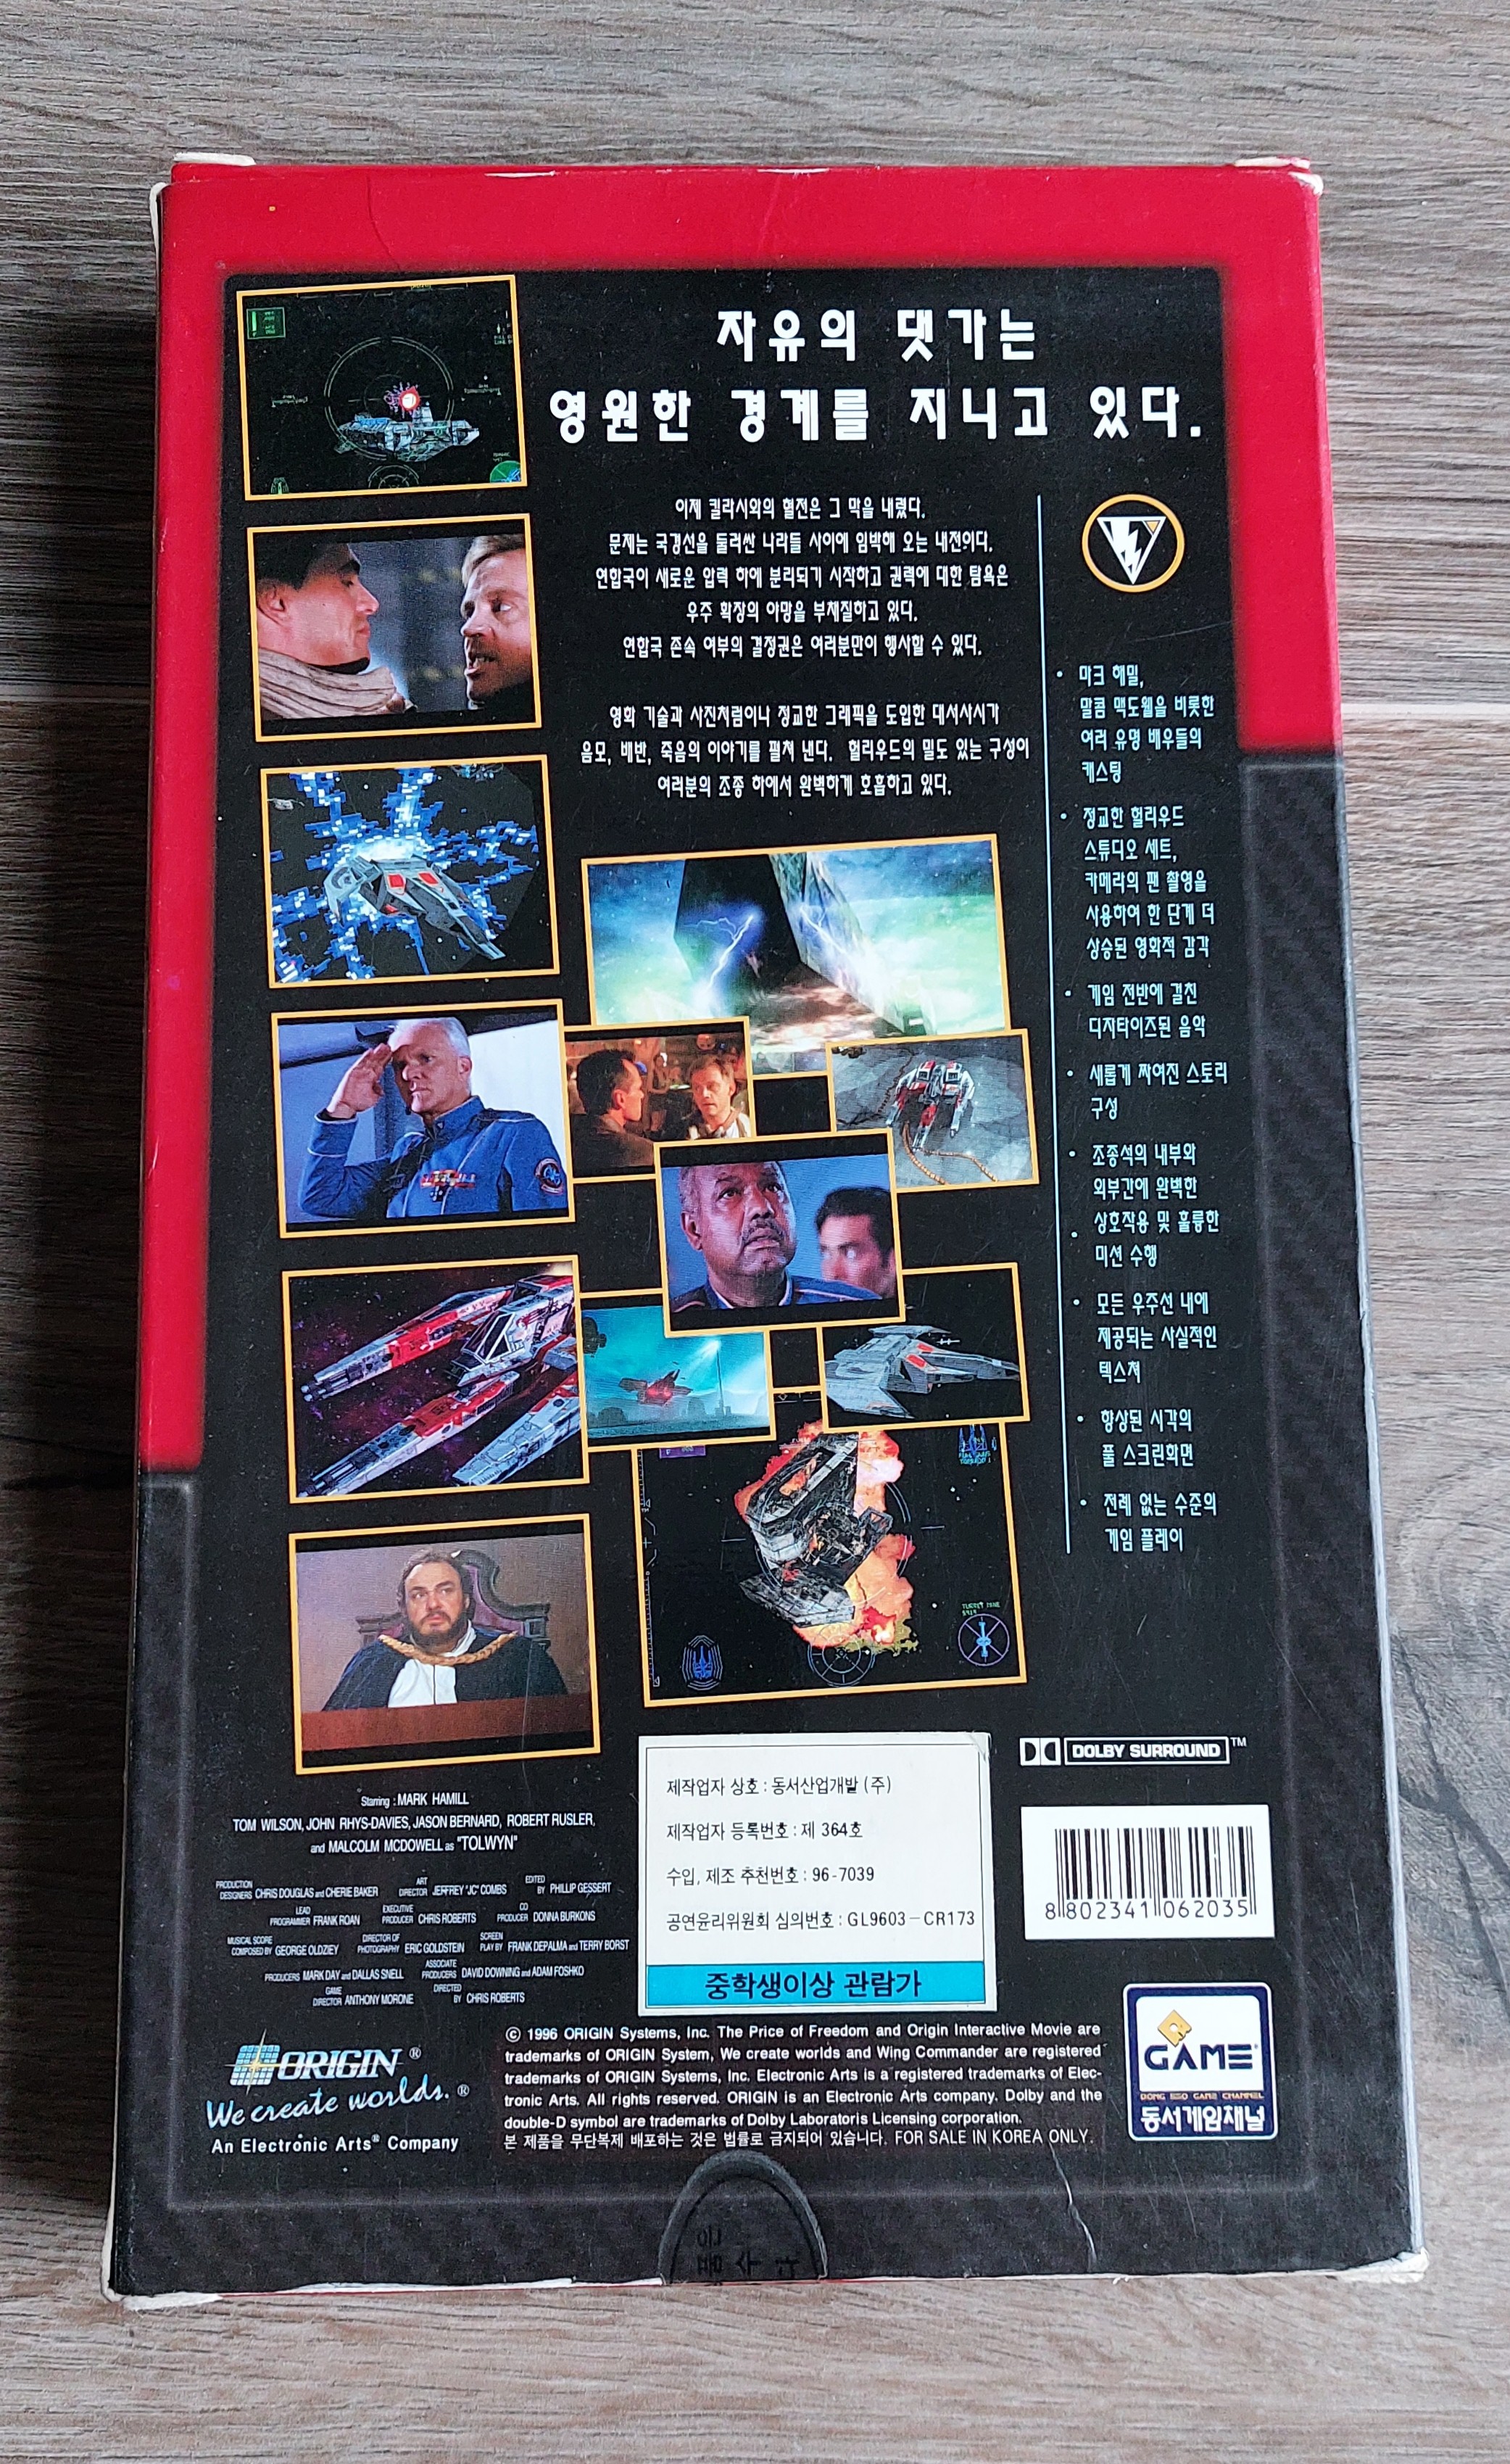 자유의 댓가는
영원한 경계를 지니고 있다.
이제 킬라시와의 혈전은 그 막을 내렸다.
문제는 국경선을 둘러싼 나라들 사이에 임박해 오는 내전이다.
연합국이 새로운 압력 하에 분리되기 시작하고 권력에 대한 탐욕은
우주 확장의 야망을 부채질하고 있다.
연합국 존속 여부의 결정권은 여러분만이 행사할 수 있다.
영화 기술과 사진처럼이나 정교한 그래픽을 도입한 대서사시가
음모, 배반, 죽음의 이야기를 펼쳐 낸다. 헐리우드의 밀도 있는 구성이
여러분의 조종 하에서 완벽하게 호흡하고 있다.
• 마크 해밀,
말콤 맥도웰을 비롯한
여러 유명 배우들의
캐스팅
• 정교한 헐리우드
스튜디오 세트,
카메라의 팬 촬영을
사용하여 한 단계 더
상승된 영화적 감각
• 게임 전반에 걸친
디지타이즈된 음악
• 새롭게 짜여진 스토리
구성
• 조종석의 내부와
외부간에 완벽한
• 상호작용 및 훌륭한
미션 수행
• 모든 우주선 내에
제공되는 사실적인
텍스쳐
• 향상된 시각의
풀 스크린화면
• 전례 없는 수준의
게임 플레이
Starring : MARK HAMILL
TOM WILSON, JOHN RHYS-DAVIES, JASON BERNARD, ROBERT RUSLER,
and MALCOLM MCDOWELL as "TOLWYN"
PRODUCTION DESIGNERS CHRIS DOUGLAS and CHERIE BAKER ART DIRECTOR JEFFREY "JC" COMBS EDITED BY PHILLIP GESSERT
LEAD PROGRAMMER FRANK ROAN EXECUTIVE PRODUCER CHRIS ROBERTS CO PRODUCER DONNA BURKONS
MUSICAL SCORE COMPOSED BY GEORGE OLDZIEY DIRECTOR OF PHOTOGRAPHY ERIC GOLDSTEIN SCREEN PLAY BY FRANK DEPALMA and TERRY BORST
PRODUCERS MARK DAY and DALLAS SNELL ASSOCIATE PRODUCERS DAVID DOWNING and ADAM FOSHKO
GAME DIRECTOR ANTHONY MORONE DIRECTED BY CHRIS ROBERTS
제작업자 상호 : 동서산업개발 (주)
제작업자 등록번호 : 제 364호
수입, 제조 추천번호 : 96-7039
공연윤리위원회 심의번호 : GL9603-CR173
중학생이상 관람가
DOLBY SURROUND™
8 802341 062035
ORIGIN®
We create worlds.®
An Electronic Arts® Company
© 1996 ORIGIN Systems, Inc. The Price of Freedom and Origin Interactive Movie are
trademarks of ORIGIN System, We create worlds and Wing Commander are registered
trademarks of ORIGIN Systems, Inc. Electronic Arts is a registered trademarks of Elec-
tronic Arts. All rights reserved. ORIGIN is an Electronic Arts company. Dolby and the
double-D symbol are trademarks of Dolby Laboratoris Licensing corporation.
본 제품을 무단복제 배포하는 것은 법률로 금지되어 있습니다. FOR SALE IN KOREA ONLY.
GAME
DONG SEO GAME CHANNEL
동서게임채널